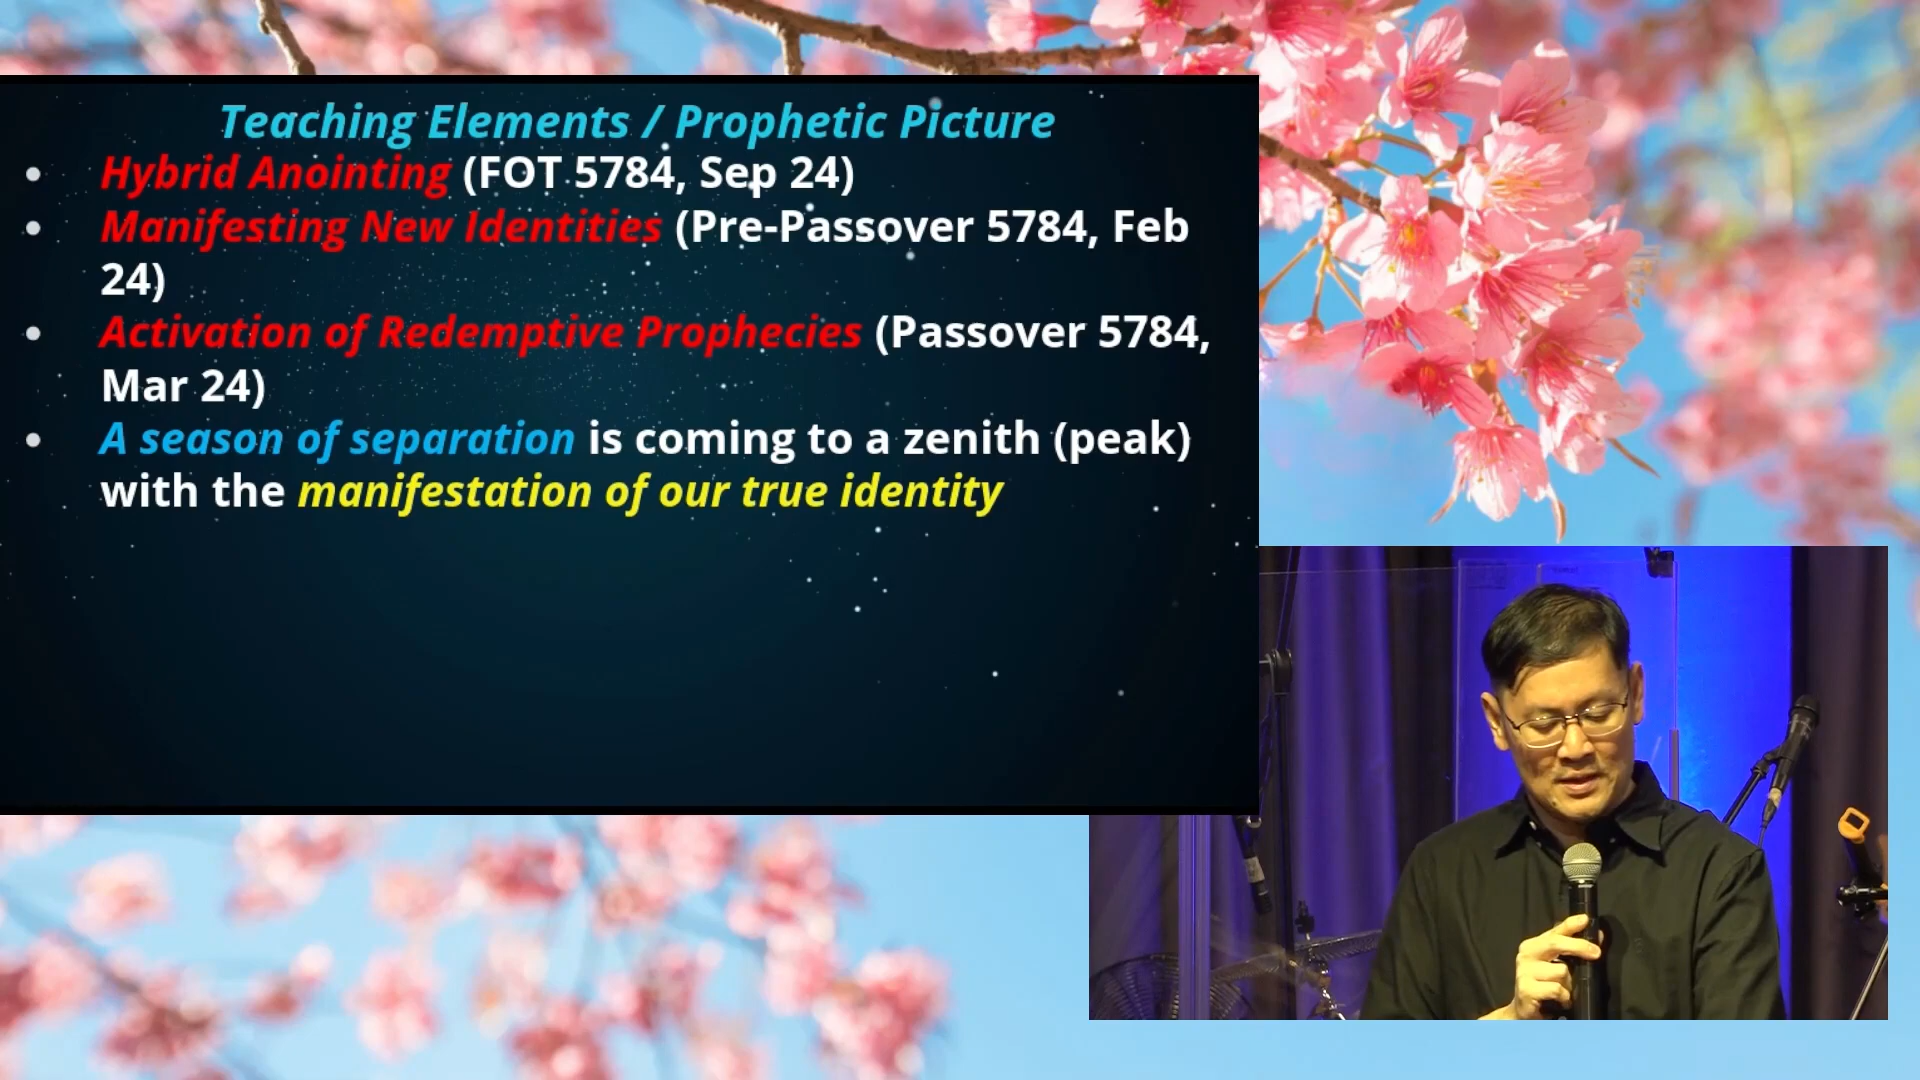 Teaching Elements / Prophetic Picture
• Hybrid Anointing (FOT 5784, Sep 24)
• Manifesting New Identities (Pre-Passover 5784, Feb
24)
• Activation of Redemptive Prophecies (Passover 5784,
Mar 24)
• A season of separation is coming to a zenith (peak)
with the manifestation of our true identity